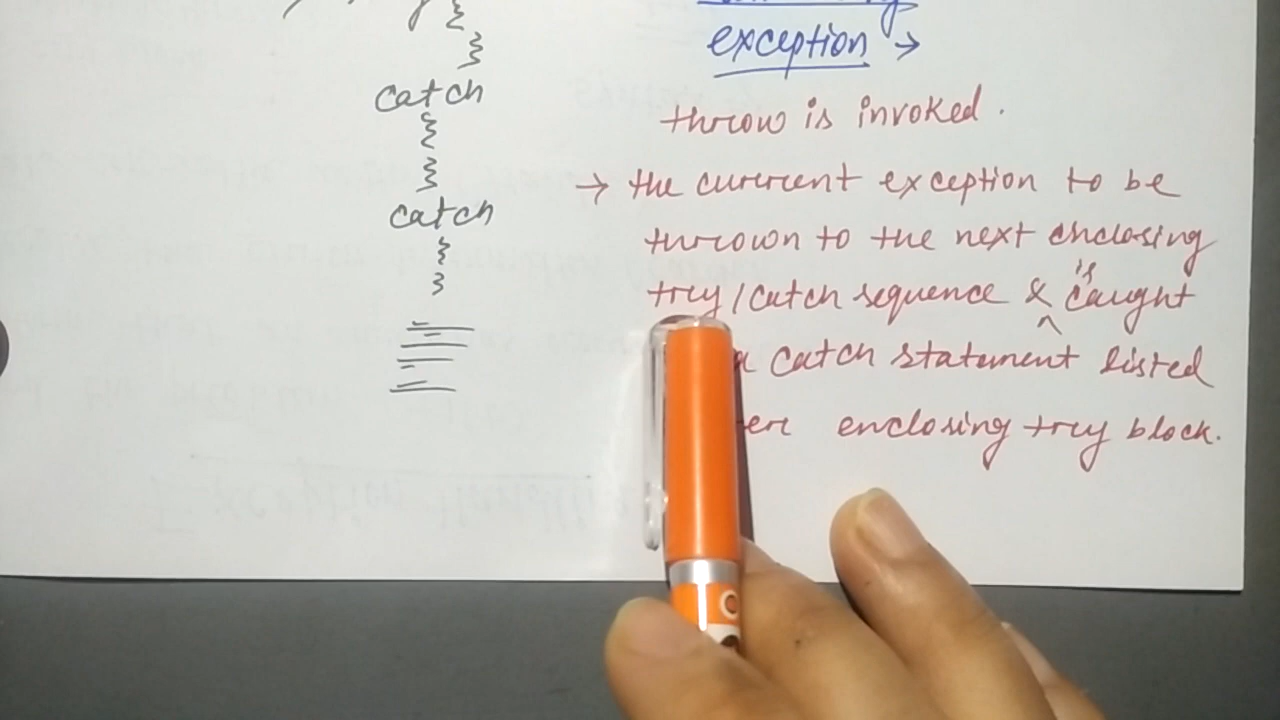 catch
{
}
catch
{
}
exception →
throw is invoked.
→ the current exception to be
thrown to the next enclosing
try/catch sequence & is caught
a catch statement listed
enclosing try block.